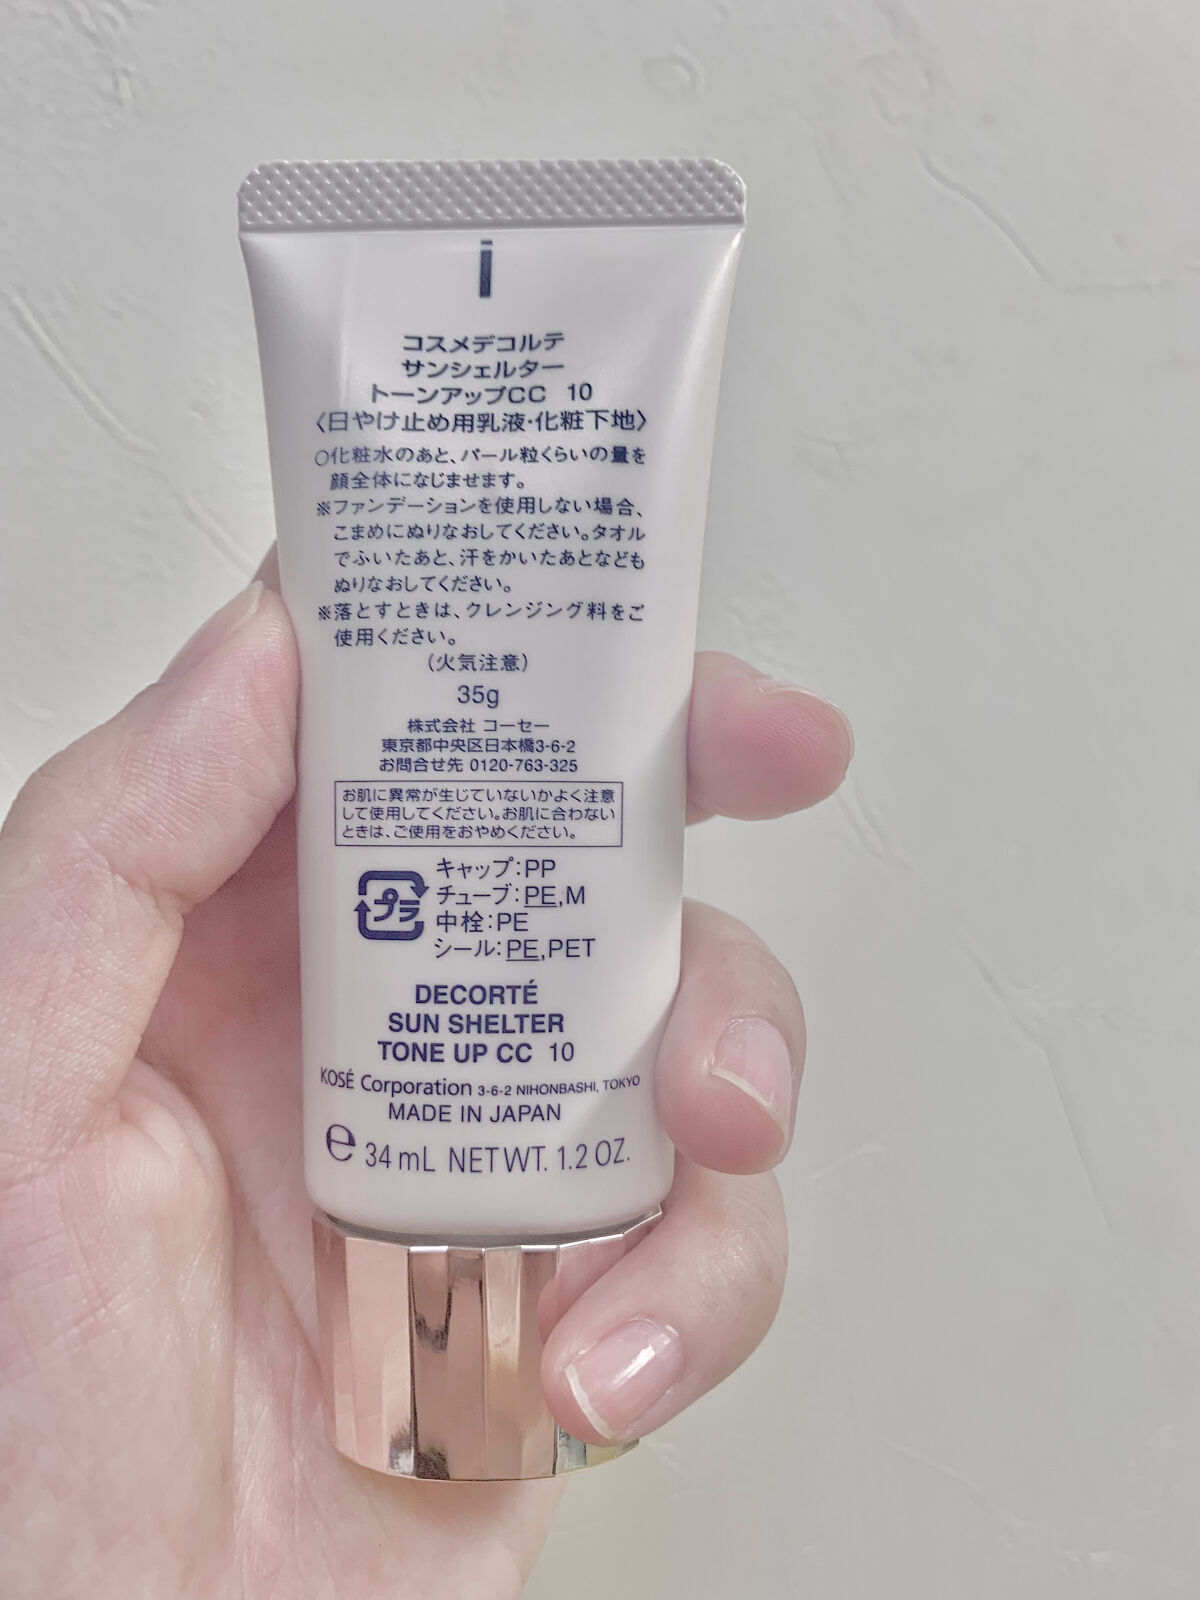 コスメデコルテ
サンシェルター
トーンアップCC 10
〈日やけ止め用乳液・化粧下地〉
○化粧水のあと、パール粒くらいの量を
顔全体になじませます。
※ファンデーションを使用しない場合、
こまめにぬりなおしてください。タオル
でふいたあと、汗をかいたあとなども
ぬりなおしてください。
※落とすときは、クレンジング料をご
使用ください。
(火気注意)
35g
株式会社 コーセー
東京都中央区日本橋3-6-2
お問合せ先 0120-763-325
お肌に異常が生じていないかよく注意
して使用してください。お肌に合わない
ときは、ご使用をおやめください。
プラ
キャップ:PP
チューブ:PE,M
中栓:PE
シール:PE,PET
DECORTÉ
SUN SHELTER
TONE UP CC 10
KOSÉ Corporation 3-6-2 NIHONBASHI, TOKYO
MADE IN JAPAN
℮ 34 mL NET WT. 1.2 OZ.